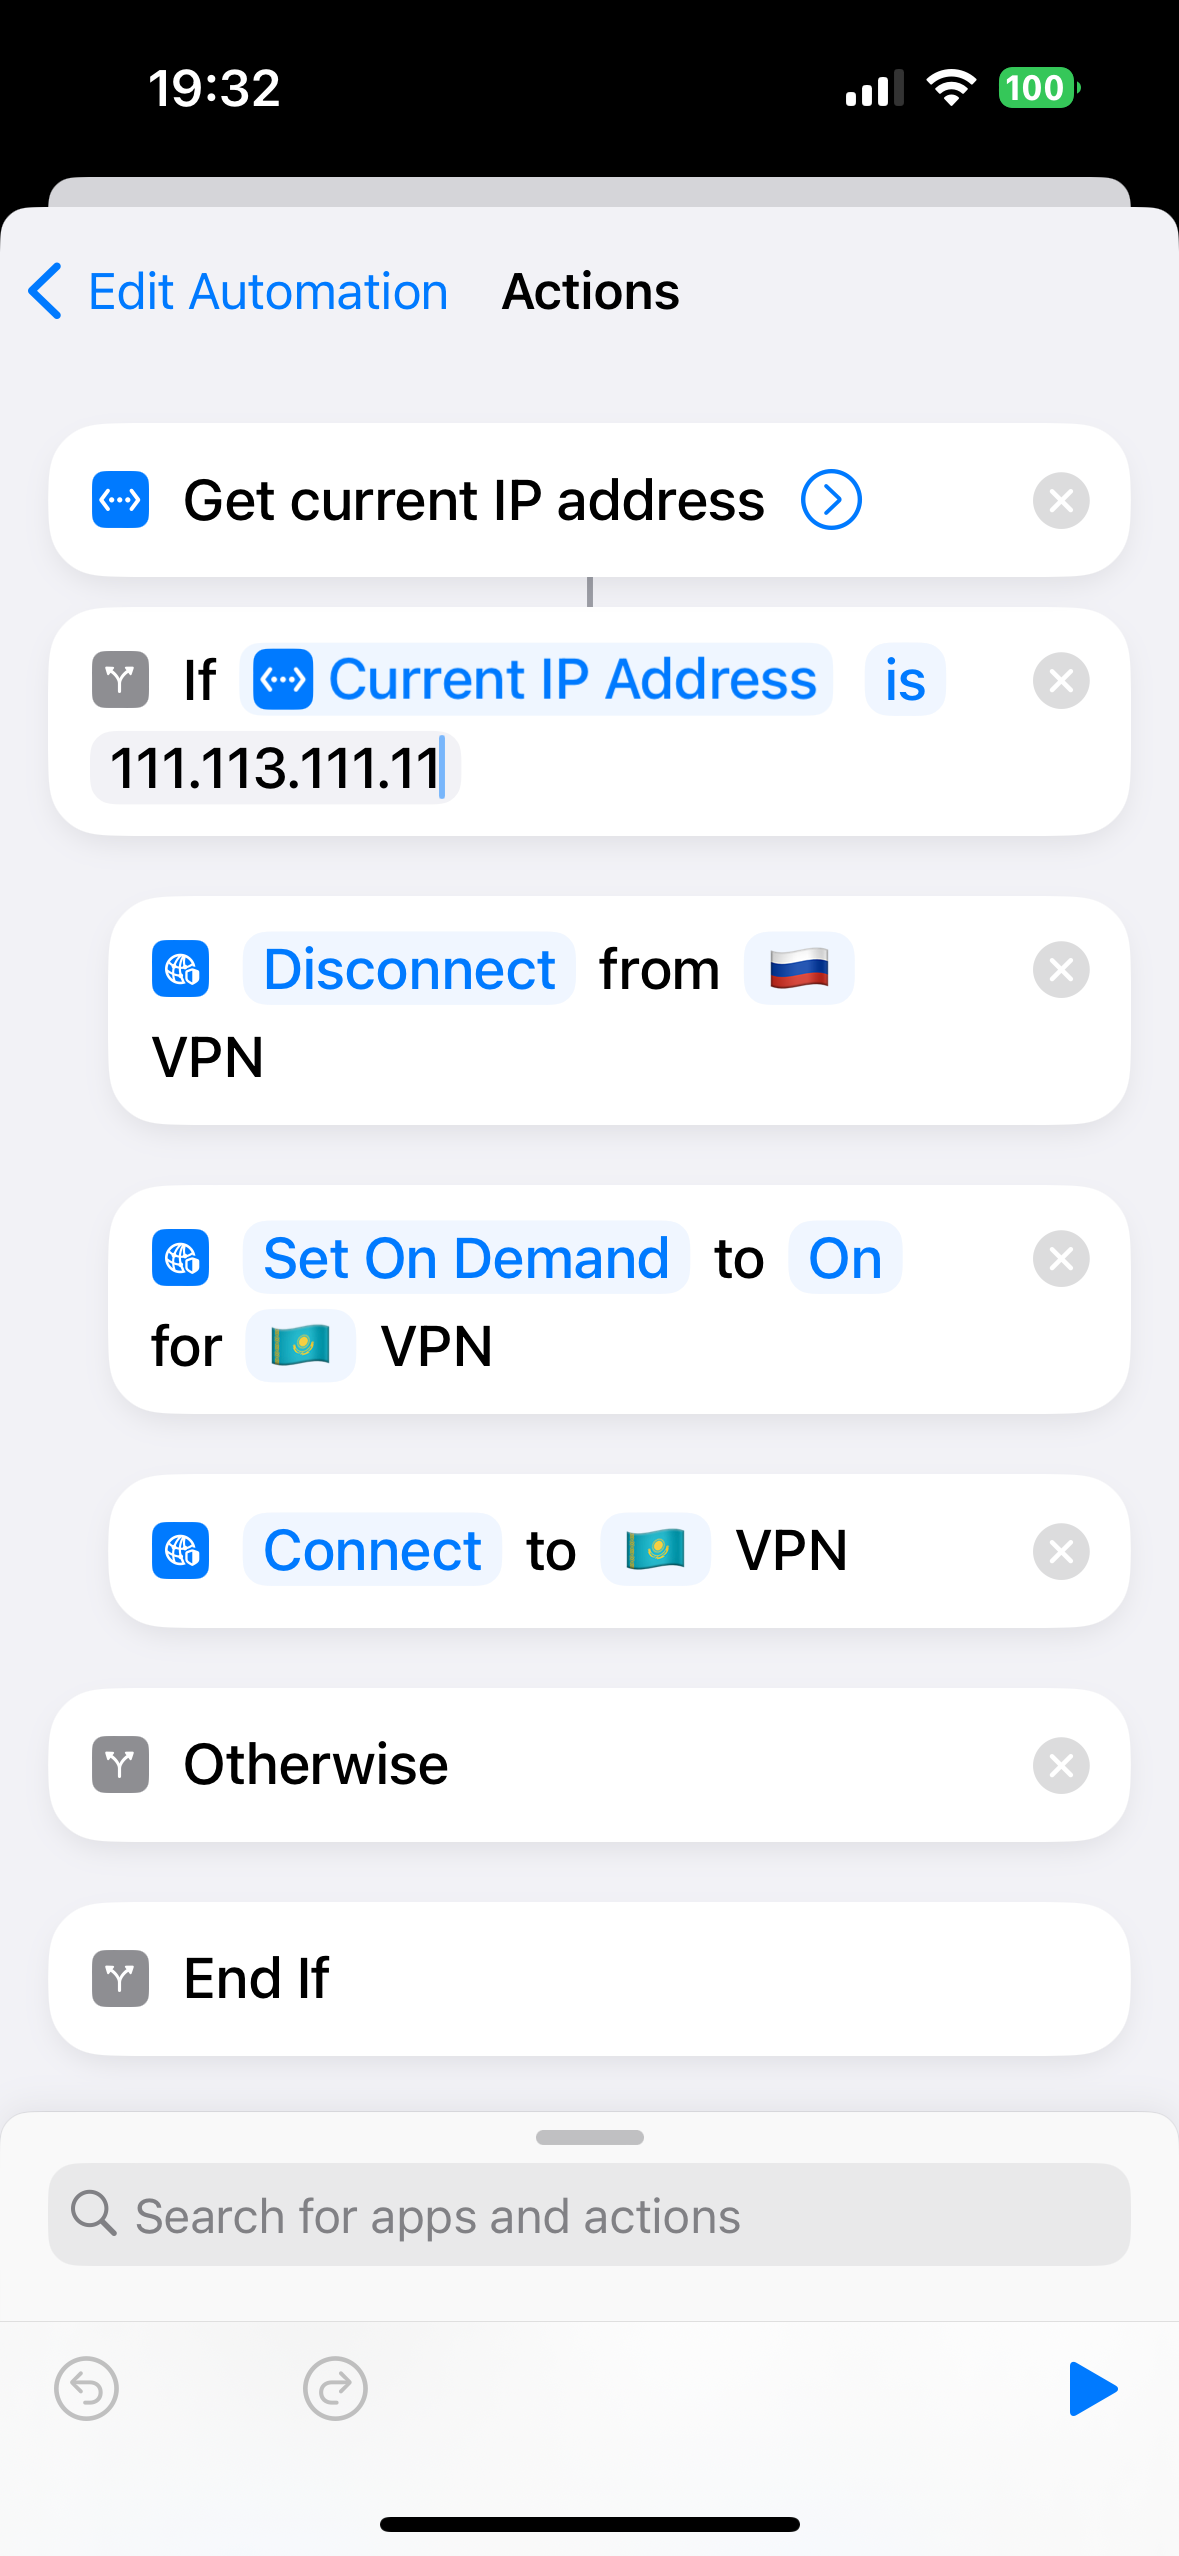 19:32
100
Edit Automation Actions
Get current IP address
If Current IP Address is
111.113.111.11
Disconnect from 🇷🇺
VPN
Set On Demand to On
for 🇰🇿 VPN
Connect to 🇰🇿 VPN
Otherwise
End If
Search for apps and actions